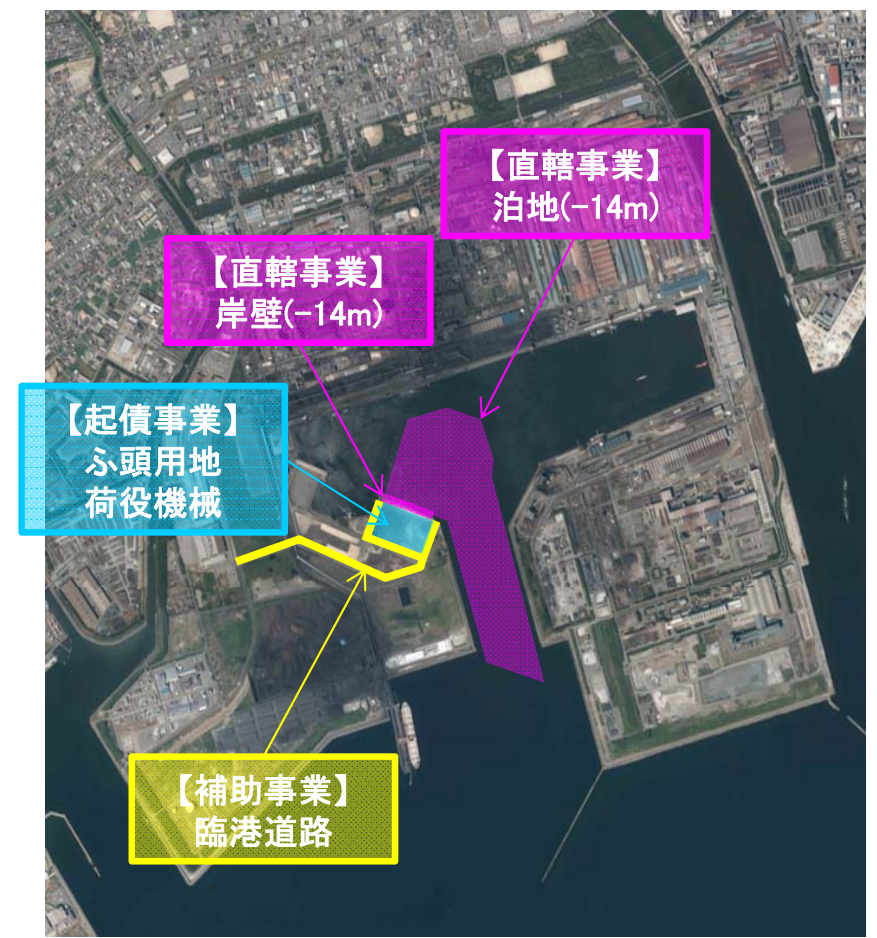 【直轄事業】
泊地(-14m)
【直轄事業】
岸壁(-14m)
【起債事業】
ふ頭用地
荷役機械
【補助事業】
臨港道路